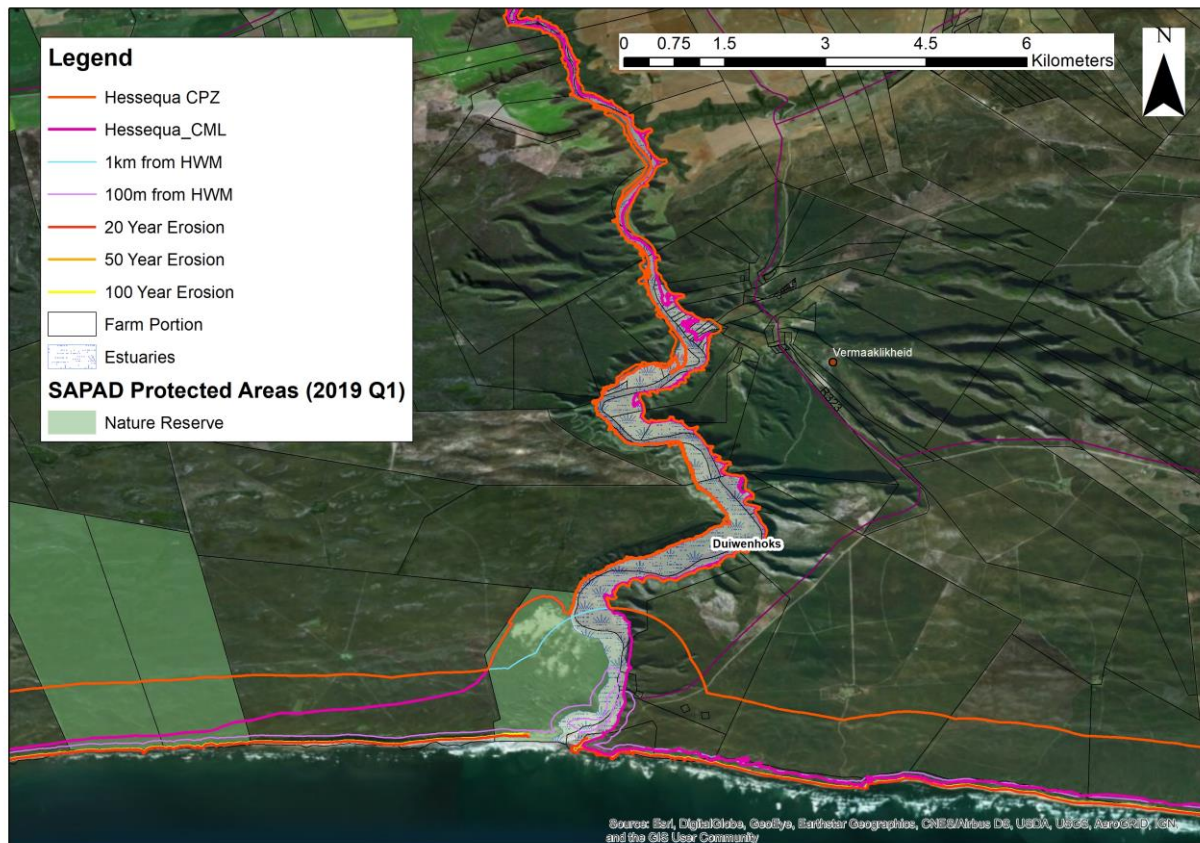 Legend
Hessequa CPZ
Hessequa_CML
1km from HWM
100m from HWM
20 Year Erosion
50 Year Erosion
100 Year Erosion
Farm Portion
Estuaries
SAPAD Protected Areas (2019 Q1)
Nature Reserve
0 0.75 1.5 3 4.5 6
Kilometers
N
Vermaaklikheid
Duiwenhoks
Source: Esri, DigitalGlobe, GeoEye, Earthstar Geographics, CNES/Airbus DS, USDA, USGS, AeroGRID, IGN,
and the GIS User Community